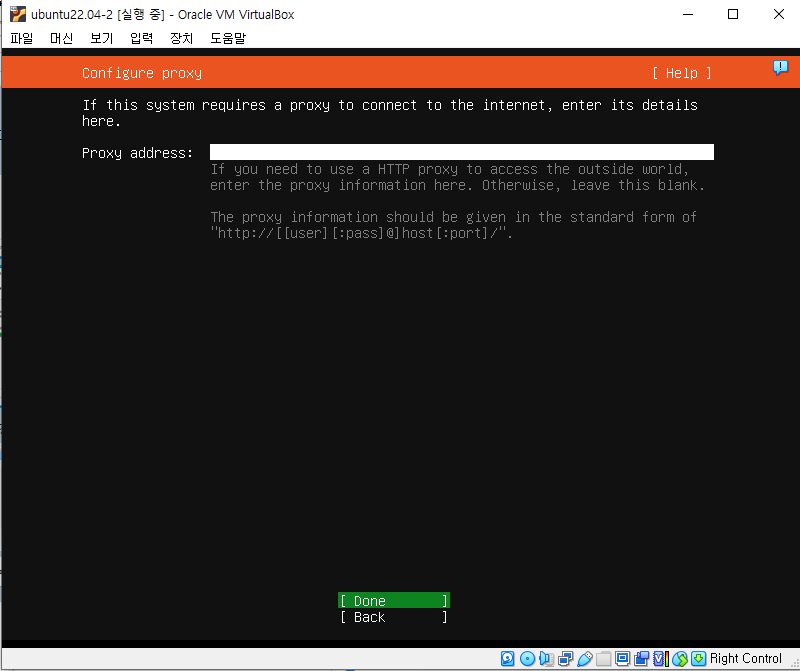 ubuntu22.04-2 [실행 중] - Oracle VM VirtualBox
파일 머신 보기 입력 장치 도움말
Configure proxy [ Help ]
If this system requires a proxy to connect to the internet, enter its details
here.
Proxy address:
If you need to use a HTTP proxy to access the outside world,
enter the proxy information here. Otherwise, leave this blank.
The proxy information should be given in the standard form of
"http://[[user][:pass]@]host[:port]/".
[ Done ]
[ Back ]
Right Control